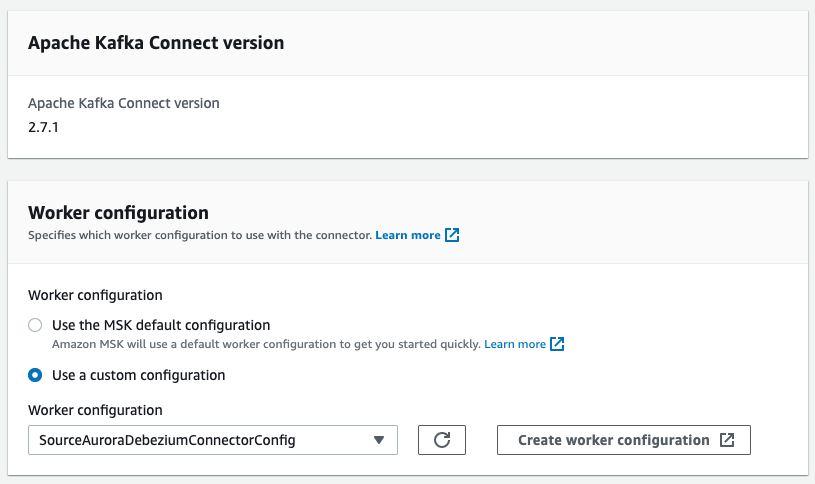 Apache Kafka Connect version
Apache Kafka Connect version
2.7.1
Worker configuration
Specifies which worker configuration to use with the connector. Learn more
Worker configuration
Use the MSK default configuration
Amazon MSK will use a default worker configuration to get you started quickly. Learn more
Use a custom configuration
Worker configuration
SourceAuroraDebeziumConnectorConfig
Create worker configuration